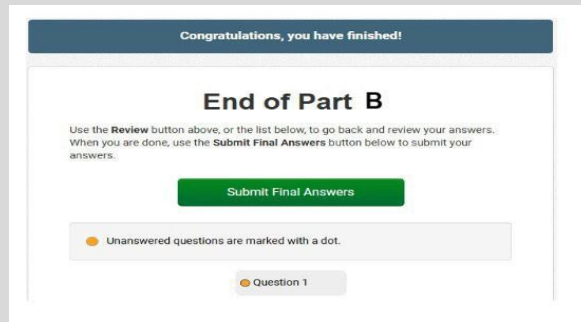 Congratulations, you have finished!
End of Part B
Use the Review button above, or the list below, to go back and review your answers.
When you are done, use the Submit Final Answers button below to submit your
answers.
Submit Final Answers
Unanswered questions are marked with a dot.
Question 1